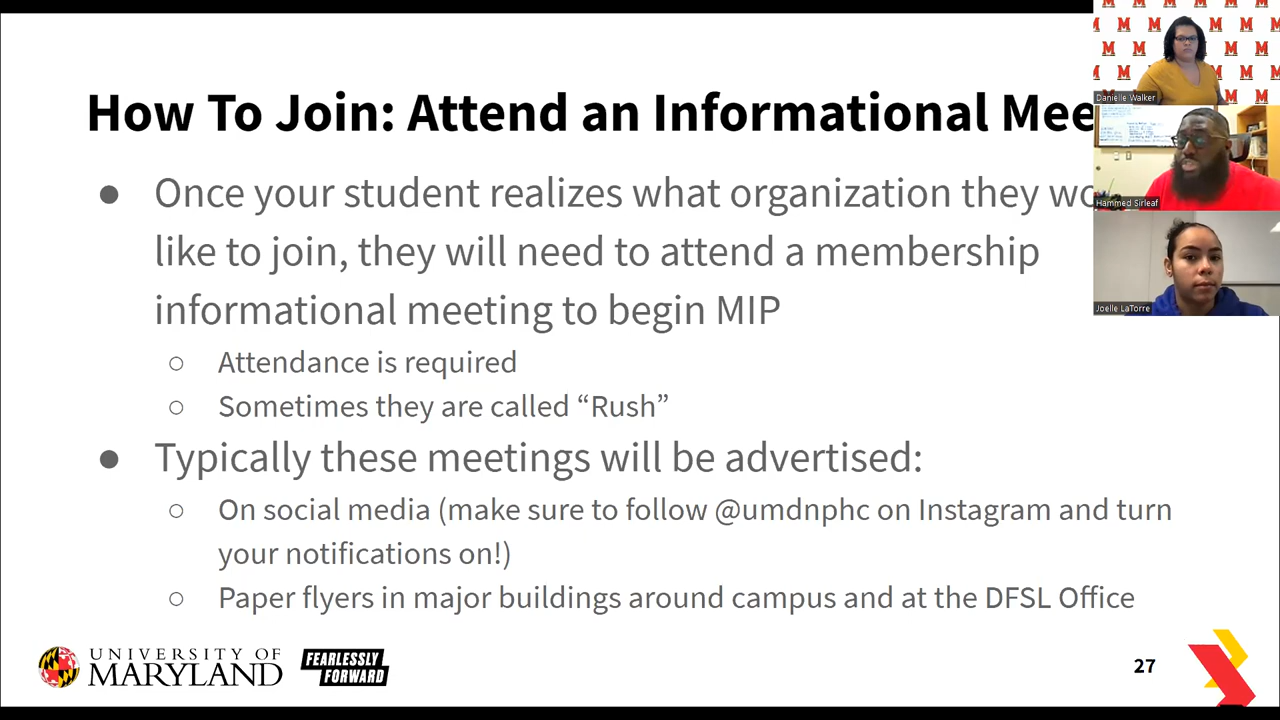 How To Join: Attend an Informational Mee
● Once your student realizes what organization they wo
like to join, they will need to attend a membership
informational meeting to begin MIP
○ Attendance is required
○ Sometimes they are called “Rush”
● Typically these meetings will be advertised:
○ On social media (make sure to follow @umdnphc on Instagram and turn
your notifications on!)
○ Paper flyers in major buildings around campus and at the DFSL Office
UNIVERSITY OF
MARYLAND
FEARLESSLY
FORWARD
27
Danielle Walker
Hammed Sirleaf
Joelle LaTorre